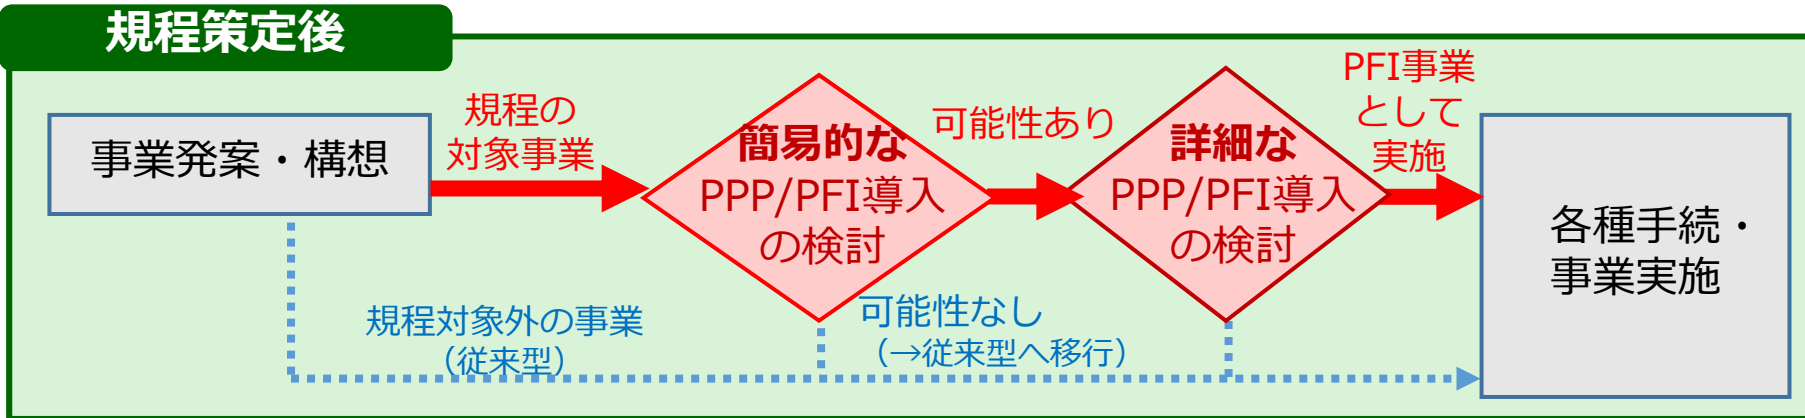 規程策定後
事業発案・構想
規程の
対象事業
簡易的な
PPP/PFI導入
の検討
可能性あり
詳細な
PPP/PFI導入
の検討
PFI事業
として
実施
各種手続・
事業実施
規程対象外の事業
（従来型）
可能性なし
（→従来型へ移行）